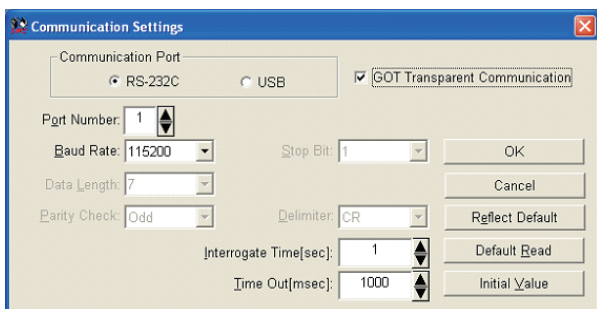 Communication Settings
Communication Port
RS-232C
USB
GOT Transparent Communication
Port Number: 1
Baud Rate: 115200
Stop Bit: 1
OK
Data Length: 7
Cancel
Parity Check: Odd
Delimiter: CR
Reflect Default
Interrogate Time[sec]: 1
Default Read
Time Out[msec]: 1000
Initial Value